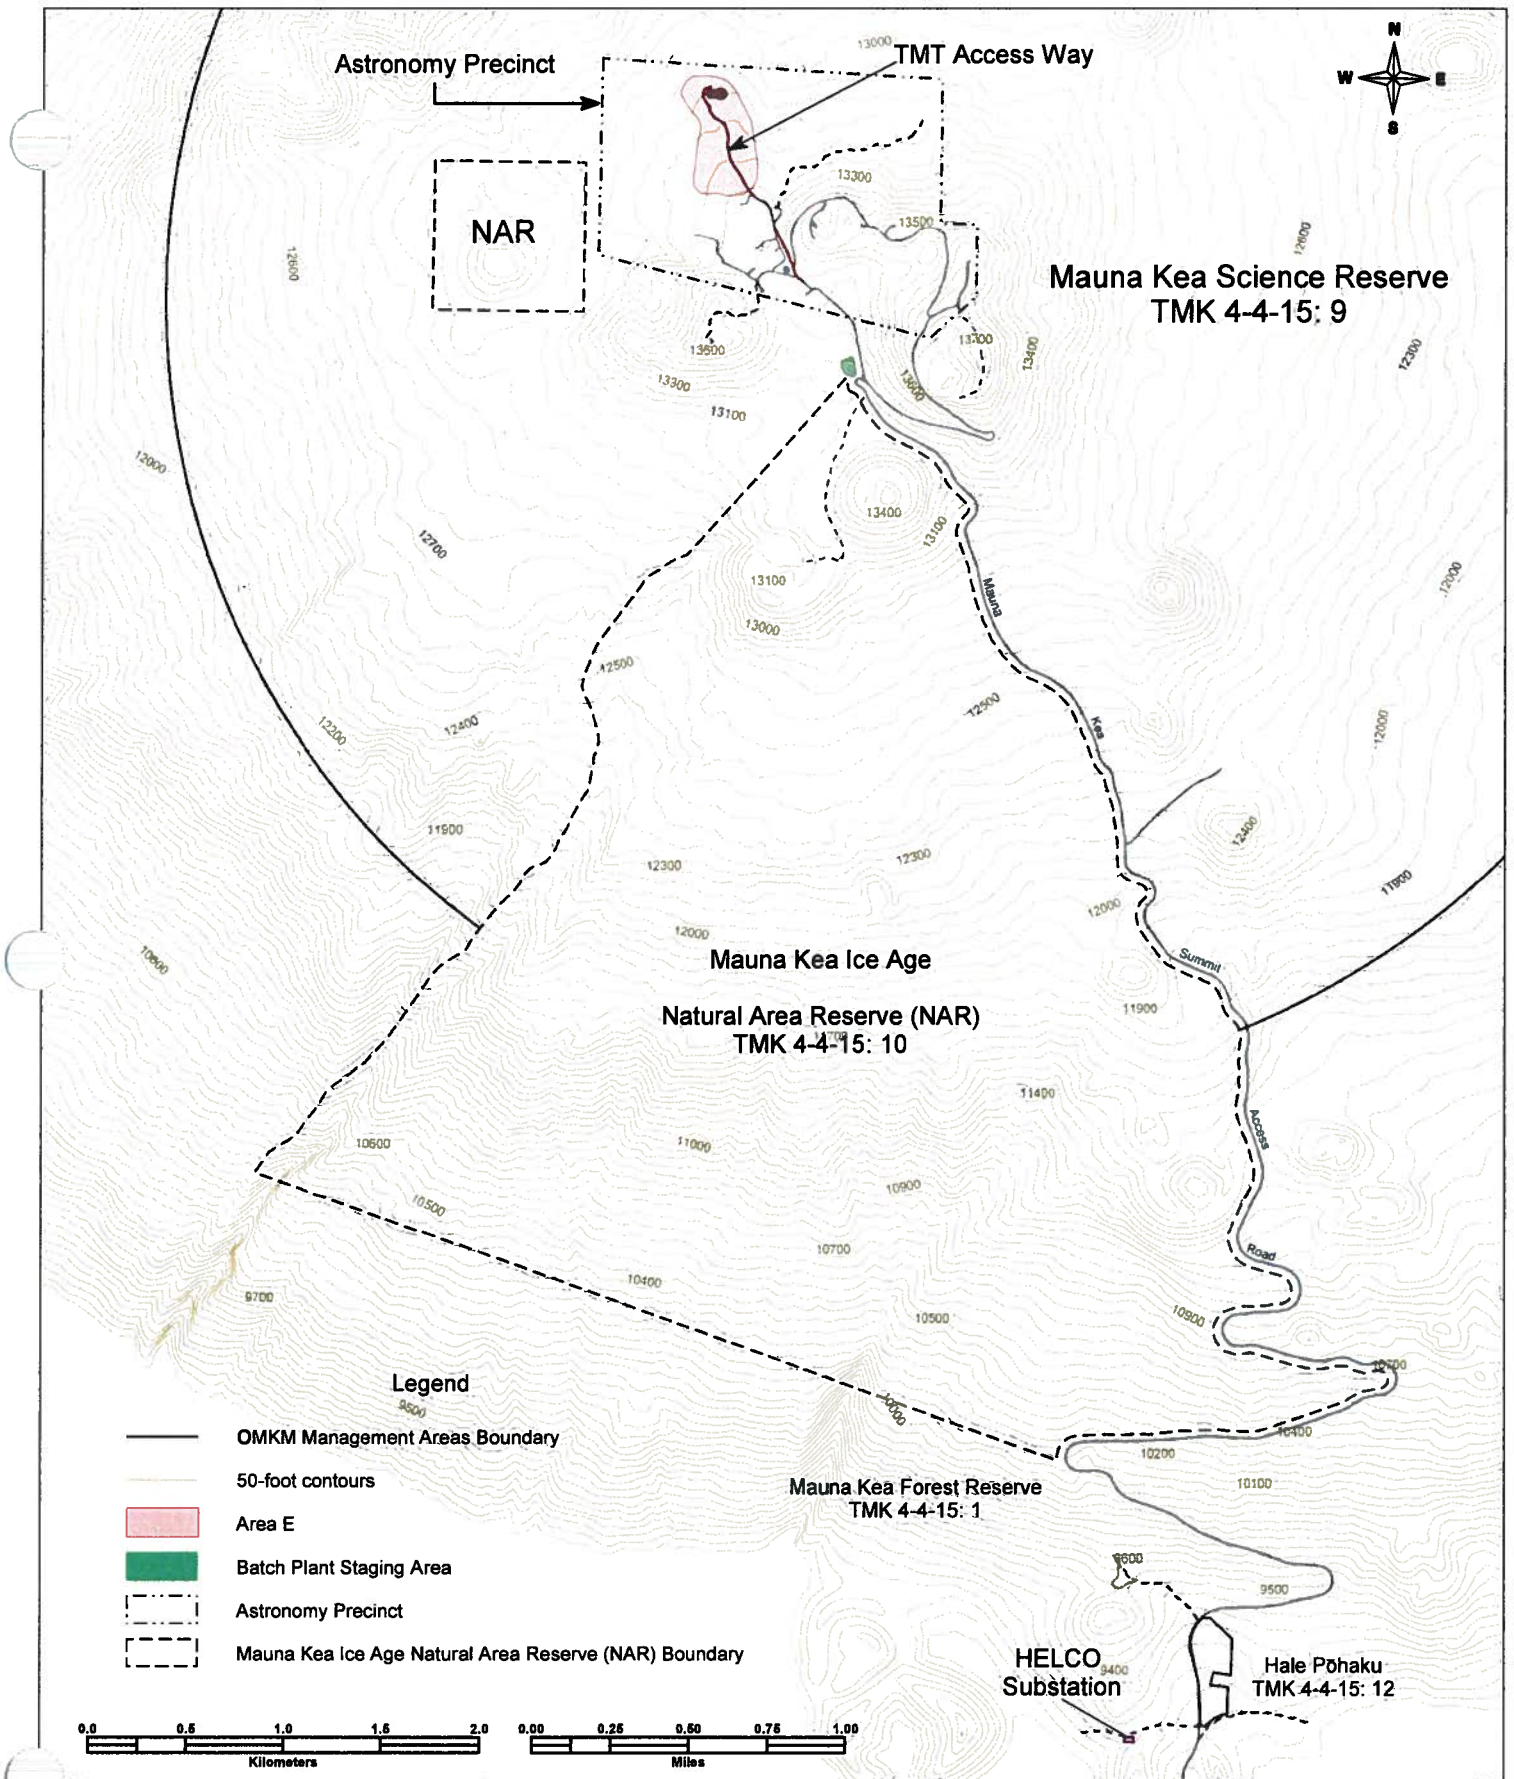 13000
Astronomy Precinct
TMT Access Way
N
W
E
S
13300
13500
NAR
12600
12600
Mauna Kea Science Reserve
TMK 4-4-15: 9
13500
13700
13400
12300
13300
13600
13100
12000
13400
13100
12700
13100
12000
Mauna
13000
12500
12500
12200
12400
Kea
12000
11900
12300
12300
12400
11900
12000
12000
10800
Mauna Kea Ice Age
Summit
Natural Area Reserve (NAR)
11900
11700
TMK 4-4-15: 10
11400
Access
10600
11000
10900
10500
10700
Road
10400
9700
10500
10900
10700
Legend
9500
10000
10400
OMKM Management Areas Boundary
10200
50-foot contours
Mauna Kea Forest Reserve
TMK 4-4-15: 1
10100
Area E
Batch Plant Staging Area
9600
9500
Astronomy Precinct
Mauna Kea Ice Age Natural Area Reserve (NAR) Boundary
HELCO
Substation
9400
Hale Pōhaku
TMK 4-4-15: 12
0.0 0.5 1.0 1.5 2.0
Kilometers
0.00 0.25 0.50 0.75 1.00
Miles